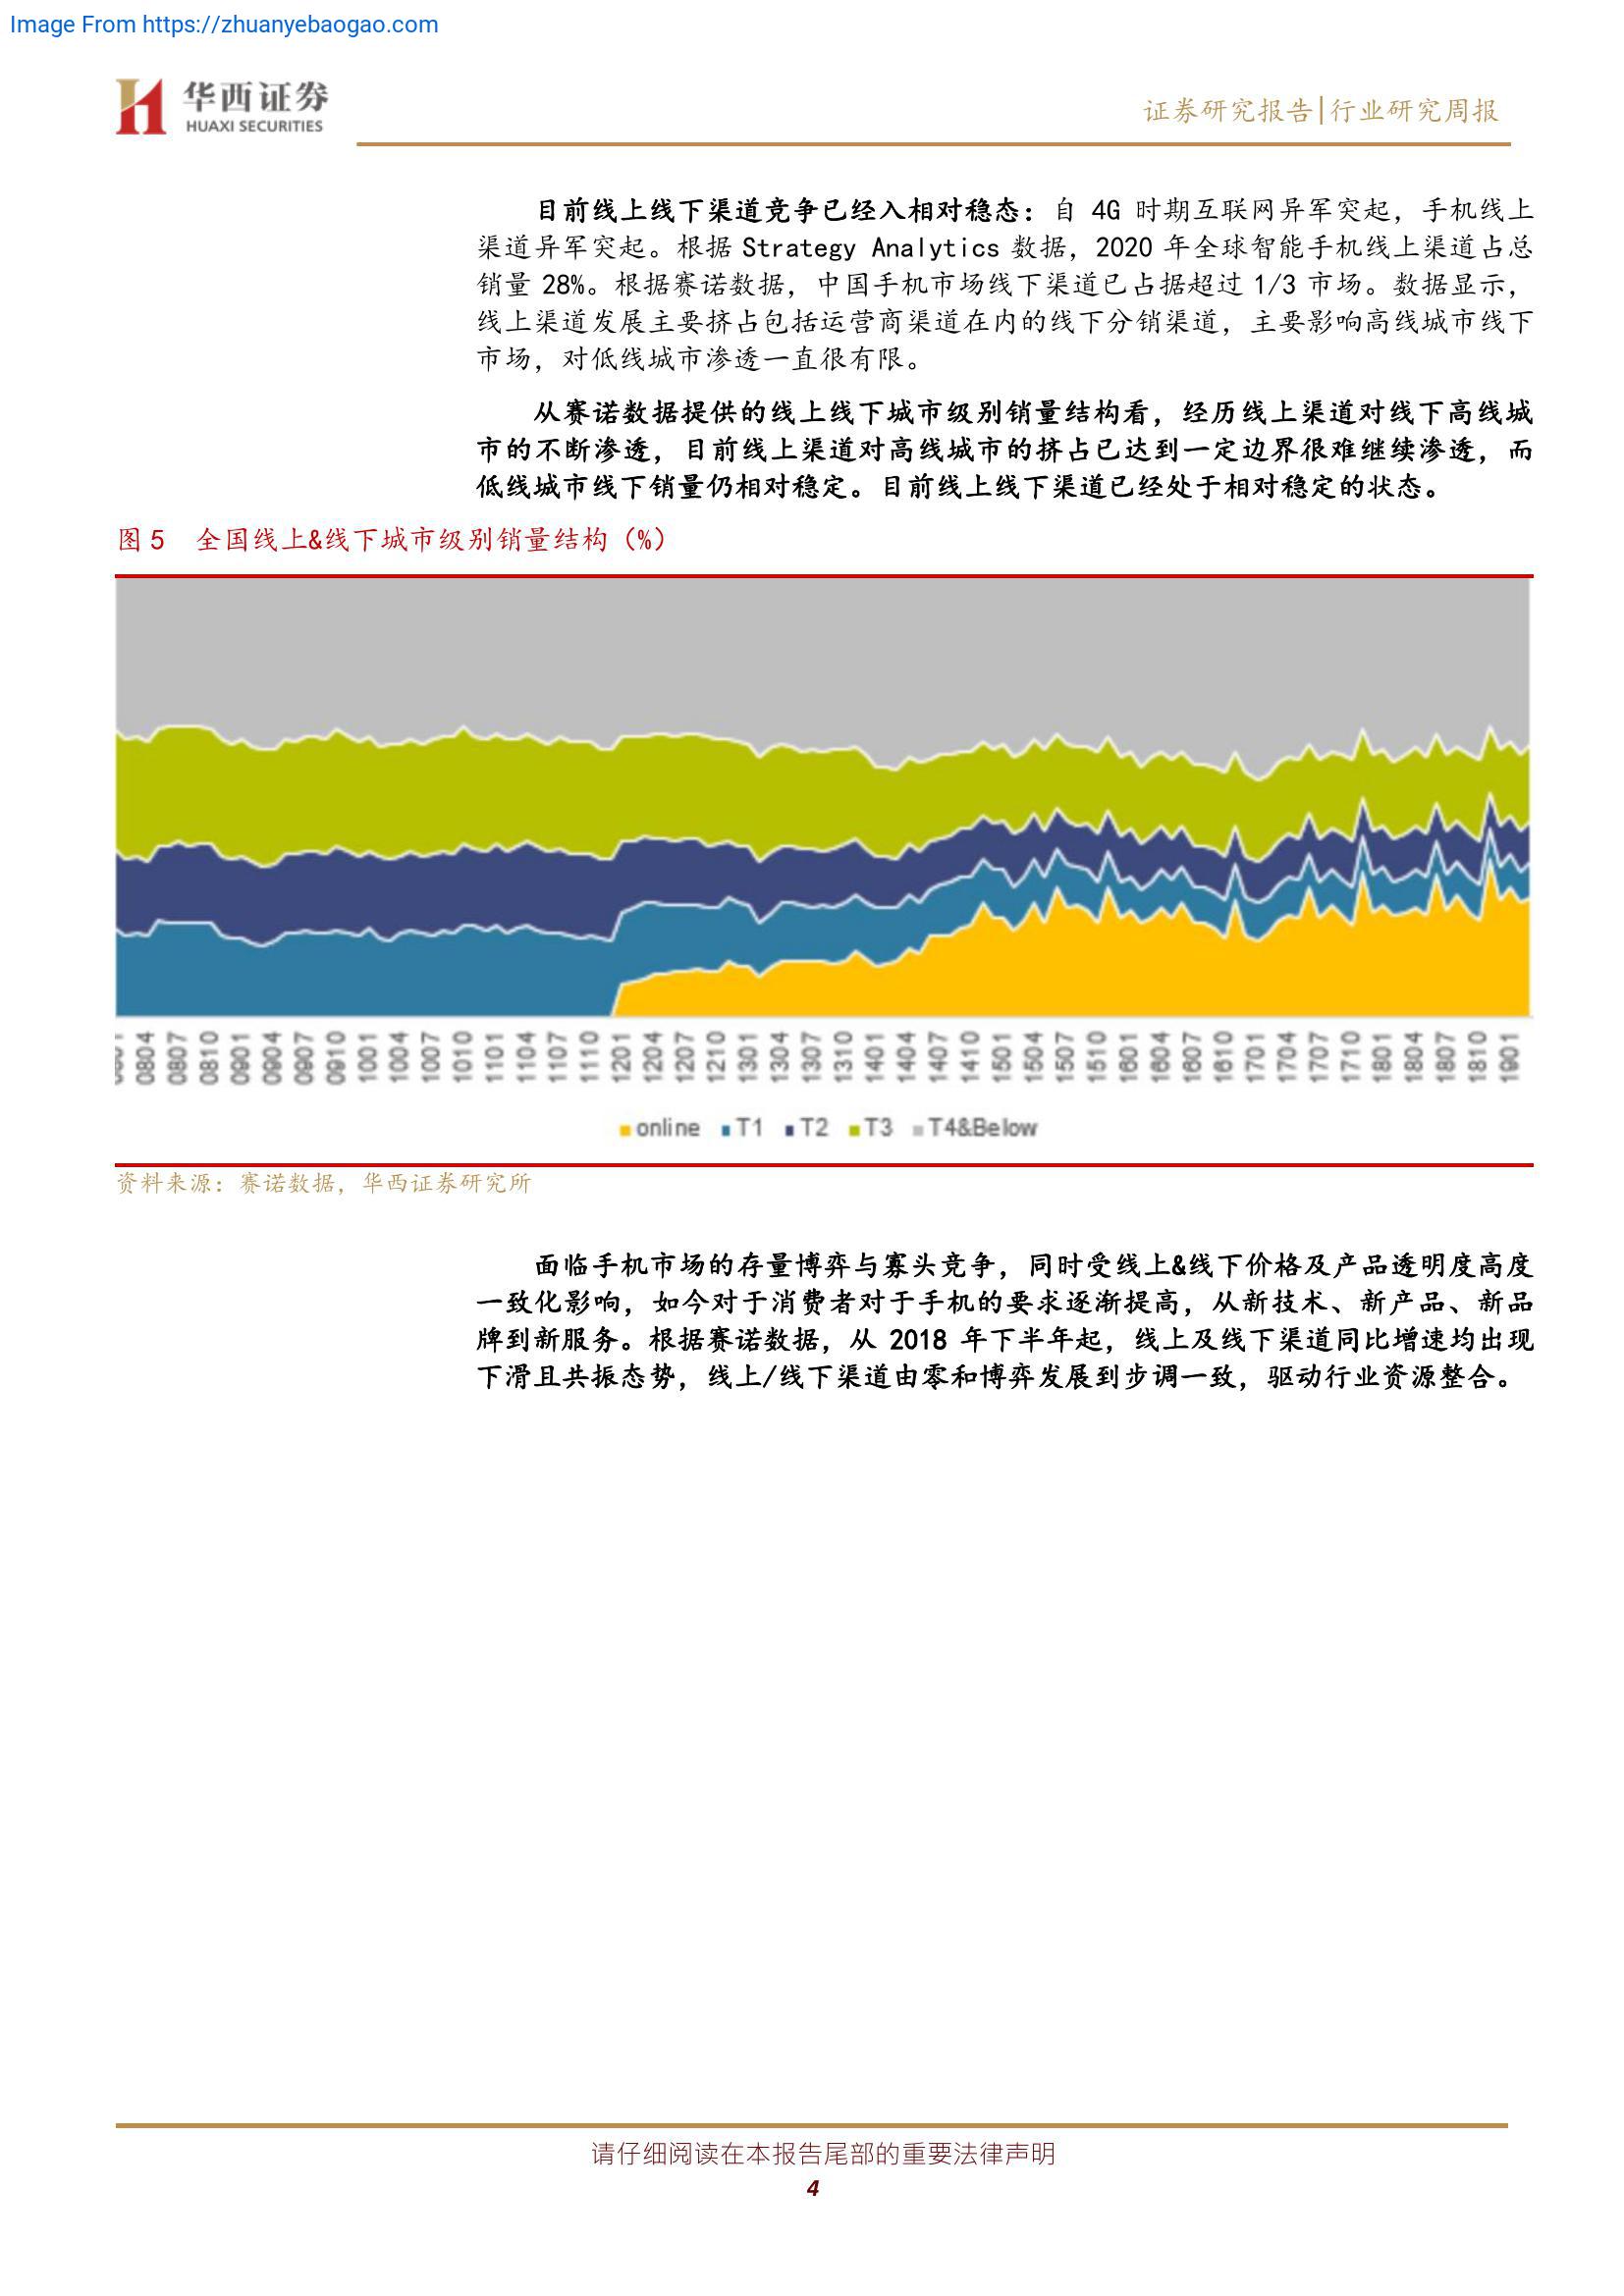 Image From https://zhuanyebaogao.com
华西证券
HUAXI SECURITIES
证券研究报告|行业研究周报
目前线上线下渠道竞争已经入相对稳态：自 4G 时期互联网异军突起，手机线上
渠道异军突起。根据 Strategy Analytics 数据，2020 年全球智能手机线上渠道占总
销量 28%。根据赛诺数据，中国手机市场线下渠道已占据超过 1/3 市场。数据显示，
线上渠道发展主要挤占包括运营商渠道在内的线下分销渠道，主要影响高线城市线下
市场，对低线城市渗透一直很有限。
从赛诺数据提供的线上线下城市级别销量结构看，经历线上渠道对线下高线城
市的不断渗透，目前线上渠道对高线城市的挤占已达到一定边界很难继续渗透，而
低线城市线下销量仍相对稳定。目前线上线下渠道已经处于相对稳定的状态。
图 5 全国线上&线下城市级别销量结构（%）
0804 0807 0810 0901 0904 0907 0910 1001 1004 1007 1010 1101 1104 1107 1110 1201 1204 1207 1210 1301 1304 1307 1310 1401 1404 1407 1410 1501 1504 1507 1510 1601 1604 1607 1610 1701 1704 1707 1710 1801 1804 1807 1810 1901
online T1 T2 T3 T4&Below
资料来源：赛诺数据，华西证券研究所
面临手机市场的存量博弈与寡头竞争，同时受线上&线下价格及产品透明度高度
一致化影响，如今对于消费者对于手机的要求逐渐提高，从新技术、新产品、新品
牌到新服务。根据赛诺数据，从 2018 年下半年起，线上及线下渠道同比增速均出现
下滑且共振态势，线上/线下渠道由零和博弈发展到步调一致，驱动行业资源整合。
请仔细阅读在本报告尾部的重要法律声明
4